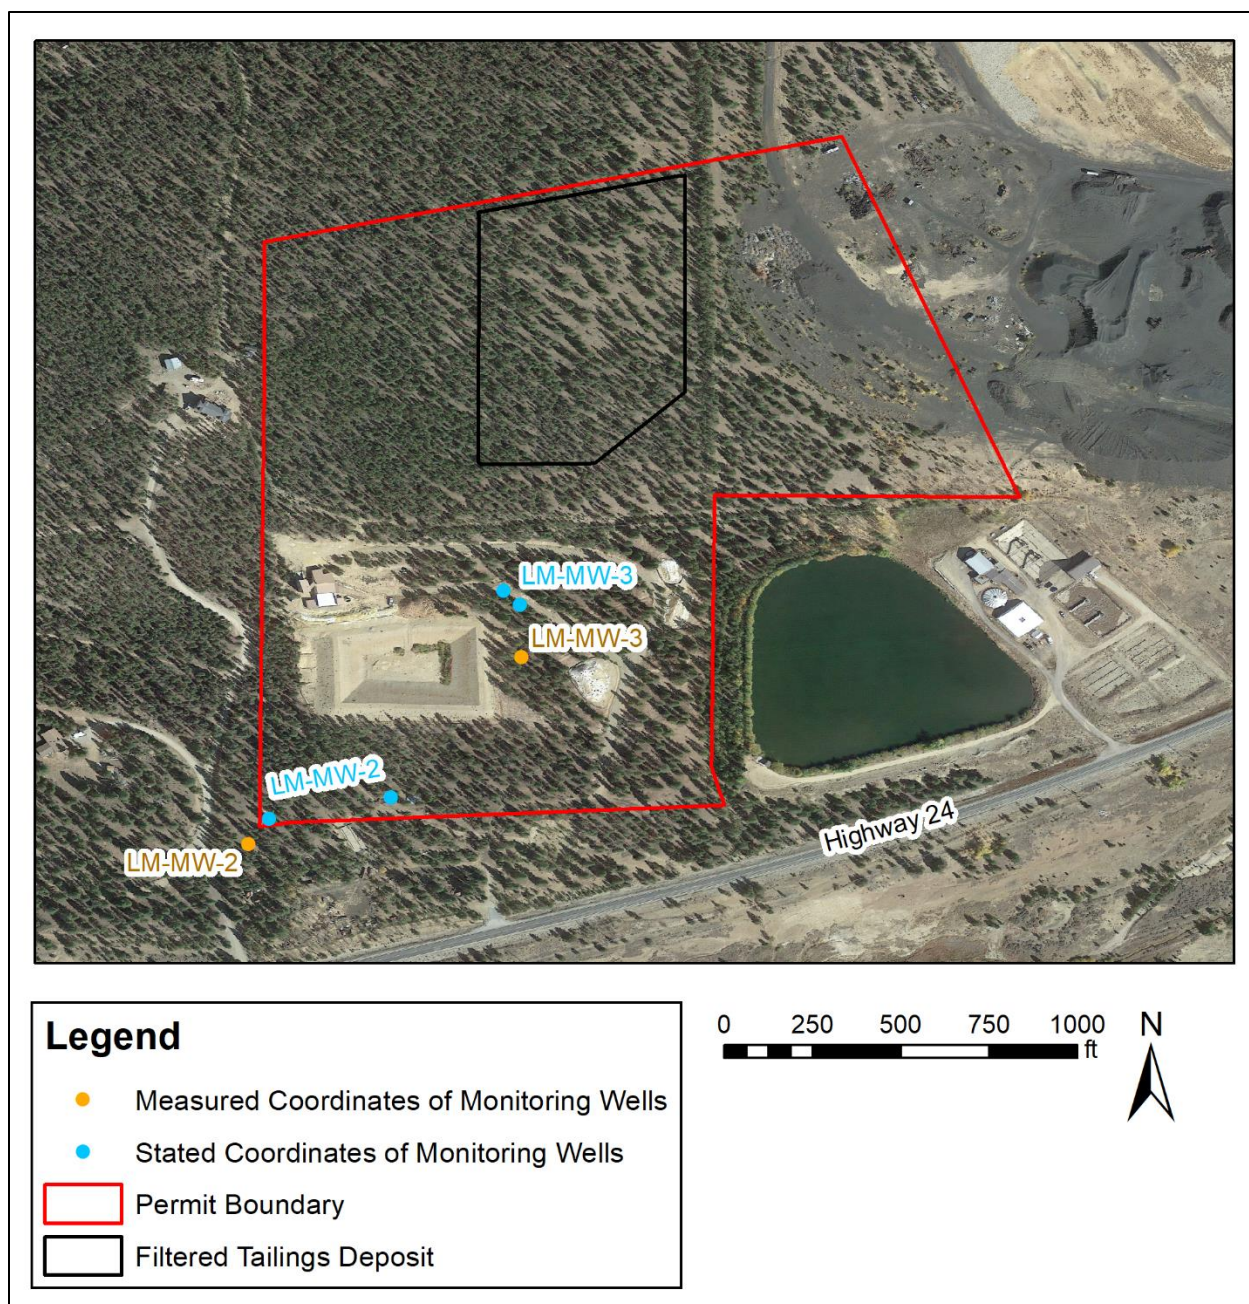 LM-MW-3
LM-MW-3
LM-MW-2
LM-MW-2
Highway 24
Legend
Measured Coordinates of Monitoring Wells
Stated Coordinates of Monitoring Wells
Permit Boundary
Filtered Tailings Deposit
0 250 500 750 1000
ft
N